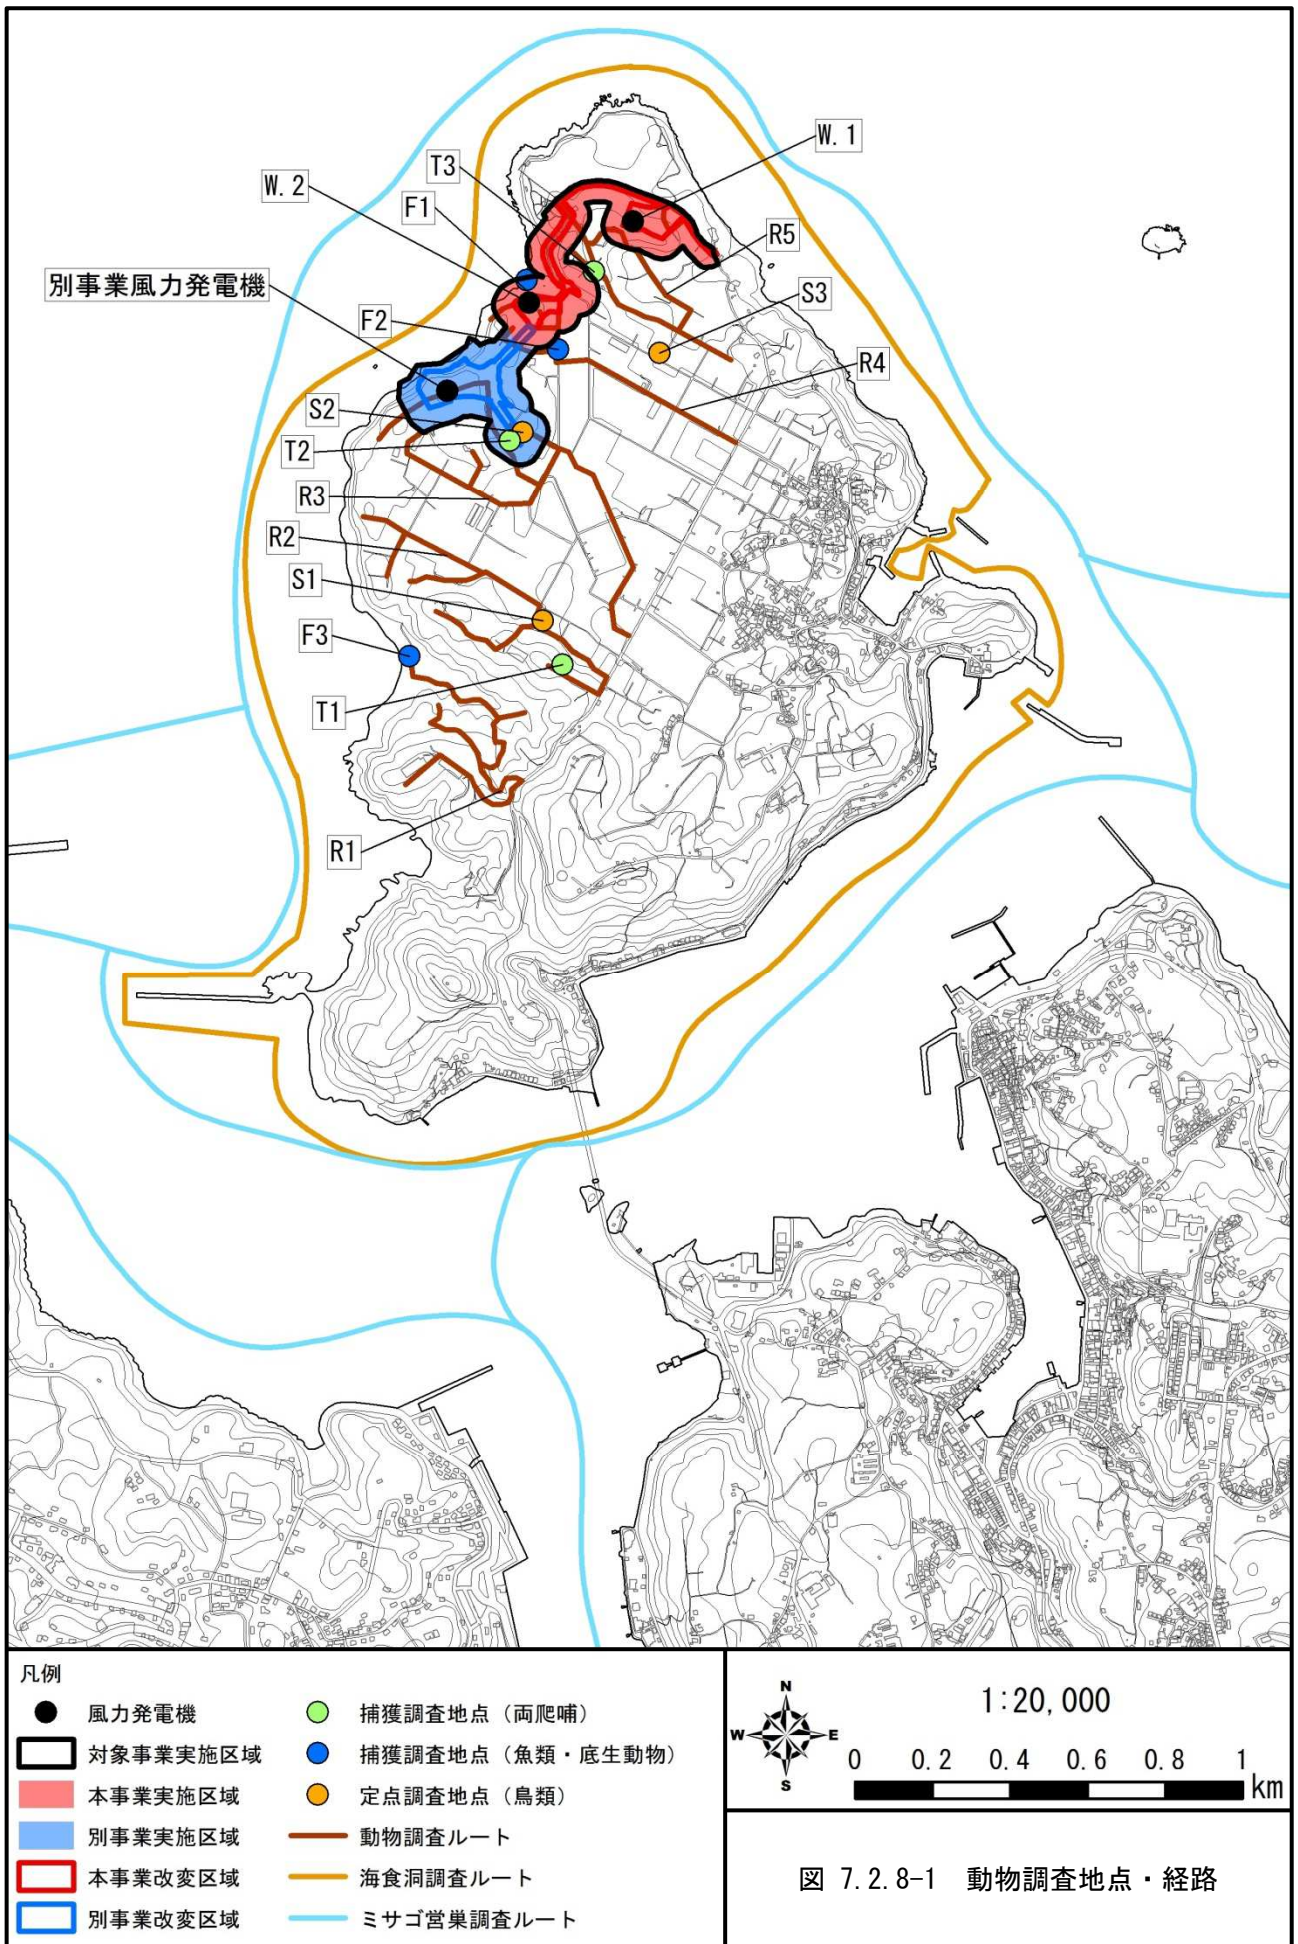 W.1
T3
W.2
F1
R5
別事業風力発電機
S3
F2
R4
S2
T2
R3
R2
S1
F3
T1
R1
凡例
風力発電機
対象事業実施区域
本事業実施区域
別事業実施区域
本事業改変区域
別事業改変区域
捕獲調査地点（両爬哺）
捕獲調査地点（魚類・底生動物）
定点調査地点（鳥類）
動物調査ルート
海食洞調査ルート
ミサゴ営巣調査ルート
N
W E
S
1:20,000
0 0.2 0.4 0.6 0.8 1
km
図 7.2.8-1 動物調査地点・経路